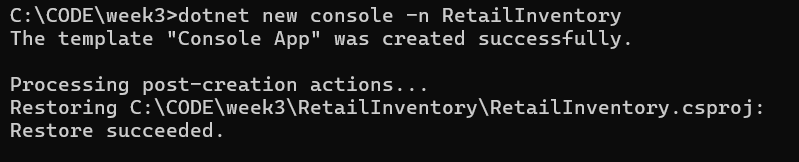 C:\CODE\week3>dotnet new console -n RetailInventory
The template "Console App" was created successfully.
Processing post-creation actions...
Restoring C:\CODE\week3\RetailInventory\RetailInventory.csproj:
Restore succeeded.